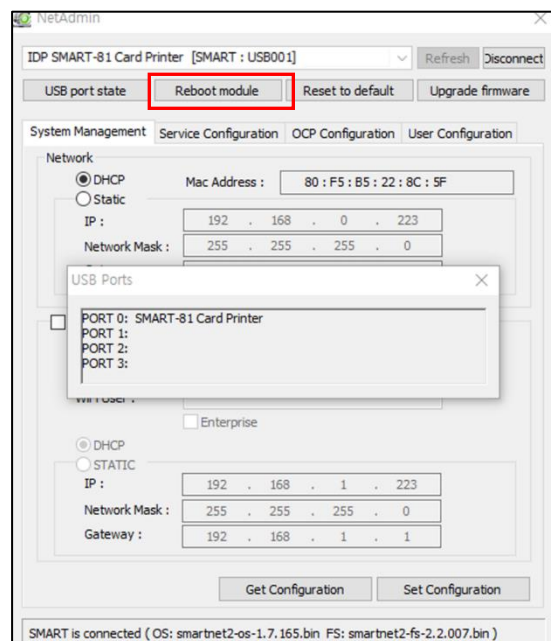 NetAdmin
IDP SMART-81 Card Printer [SMART : USB001]
Refresh
Disconnect
USB port state
Reboot module
Reset to default
Upgrade firmware
System Management
Service Configuration
OCP Configuration
User Configuration
Network
DHCP
Mac Address :
80 : F5 : B5 : 22 : 8C : 5F
Static
IP :
192 . 168 . 0 . 223
Network Mask :
255 . 255 . 255 . 0
USB Ports
PORT 0: SMART-81 Card Printer
PORT 1:
PORT 2:
PORT 3:
Enterprise
DHCP
STATIC
IP :
192 . 168 . 1 . 223
Network Mask :
255 . 255 . 255 . 0
Gateway :
192 . 168 . 1 . 1
Get Configuration
Set Configuration
SMART is connected ( OS: smartnet2-os-1.7.165.bin FS: smartnet2-fs-2.2.007.bin )